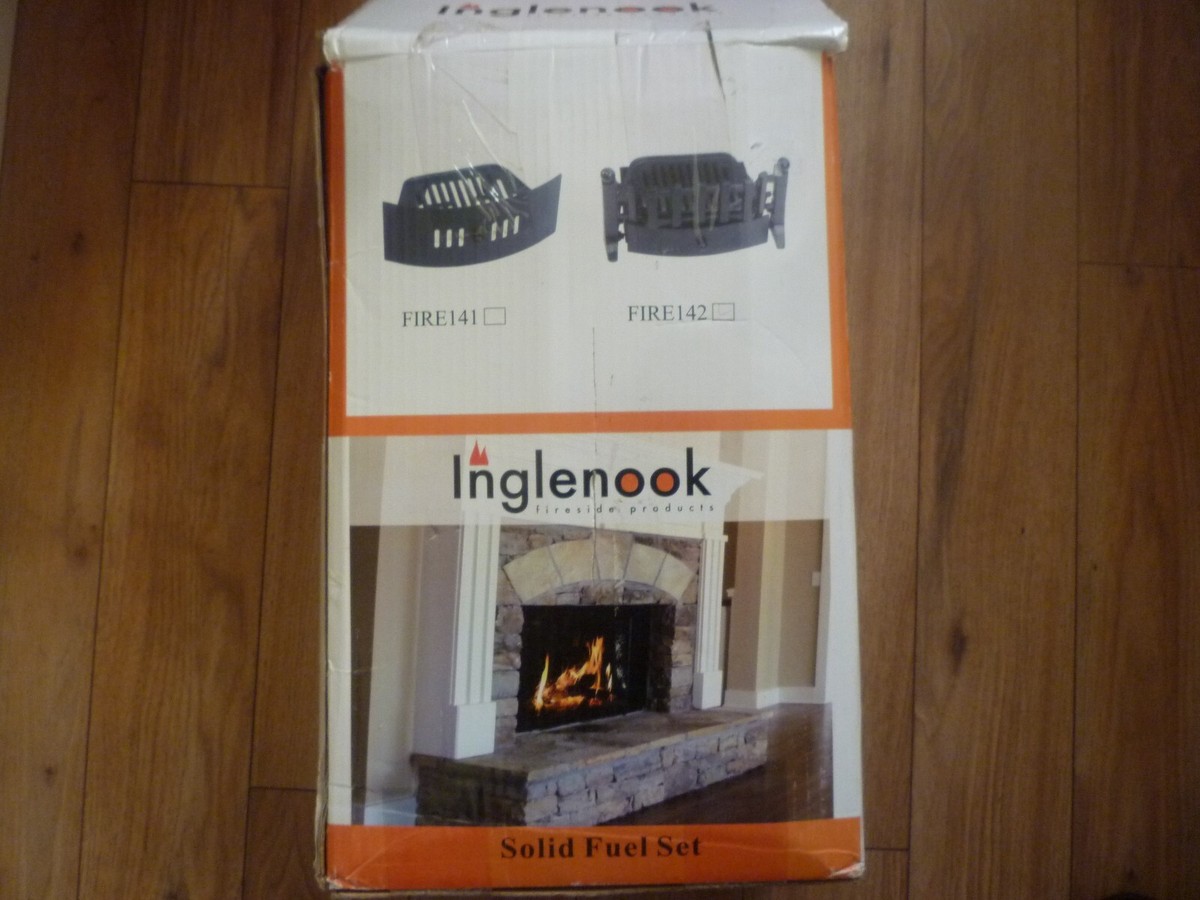 Inglenook
FIRE141
FIRE142
Inglenook
fireside products
Solid Fuel Set